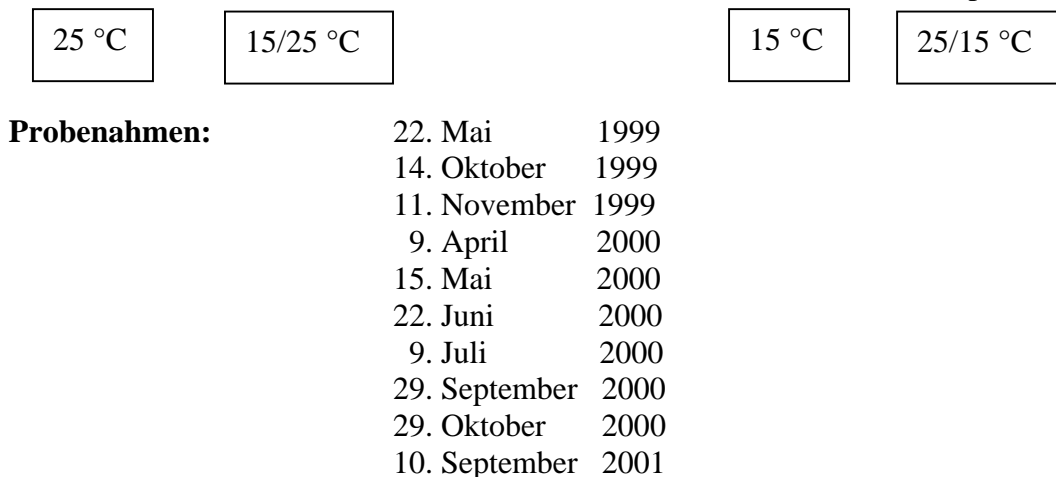 25 °C 15/25 °C 15 °C 25/15 °C
Probenahmen: 22. Mai 1999
14. Oktober 1999
11. November 1999
9. April 2000
15. Mai 2000
22. Juni 2000
9. Juli 2000
29. September 2000
29. Oktober 2000
10. September 2001